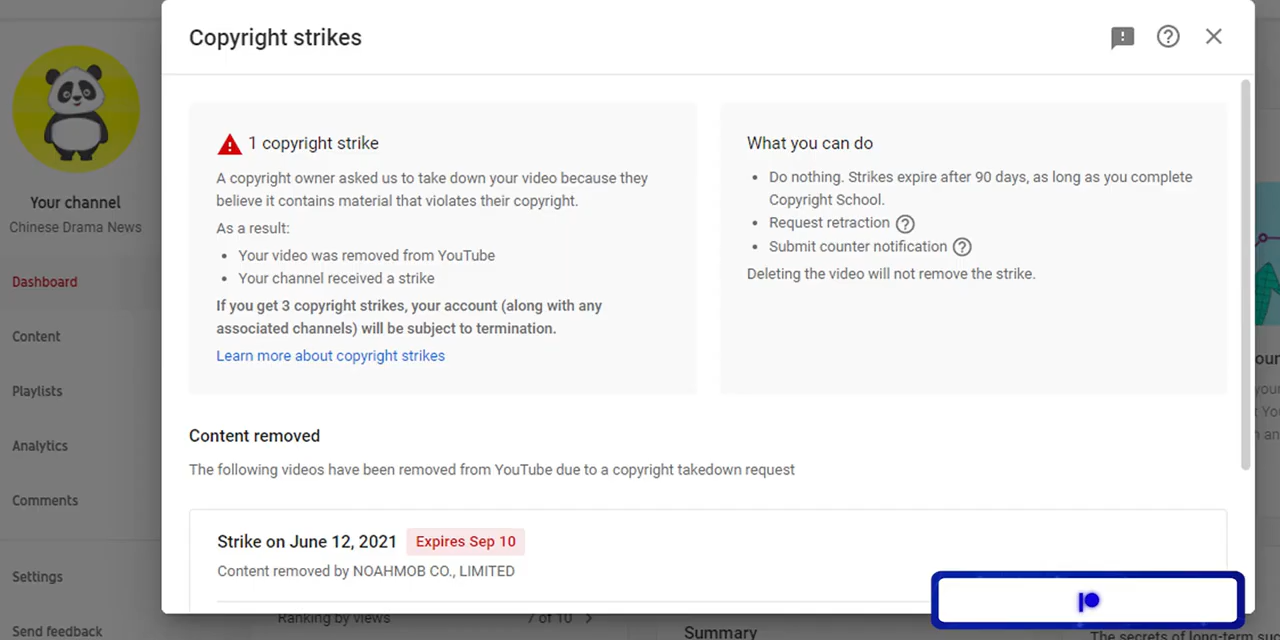 Copyright strikes
Your channel
Chinese Drama News
Dashboard
Content
Playlists
Analytics
Comments
Settings
Send feedback
1 copyright strike
A copyright owner asked us to take down your video because they
believe it contains material that violates their copyright.
As a result:
• Your video was removed from YouTube
• Your channel received a strike
If you get 3 copyright strikes, your account (along with any
associated channels) will be subject to termination.
Learn more about copyright strikes
What you can do
• Do nothing. Strikes expire after 90 days, as long as you complete
Copyright School.
• Request retraction
• Submit counter notification
Deleting the video will not remove the strike.
Content removed
The following videos have been removed from YouTube due to a copyright takedown request
Strike on June 12, 2021 Expires Sep 10
Content removed by NOAHMOB CO., LIMITED
Ranking by views 7 of 10
Summary
The secrets of long-term